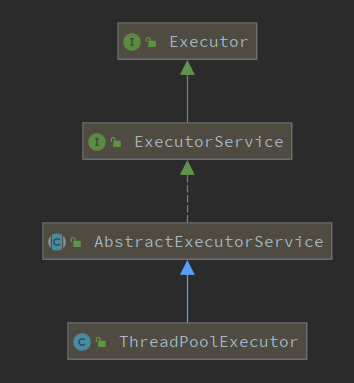 I Executor
I ExecutorService
C AbstractExecutorService
C ThreadPoolExecutor